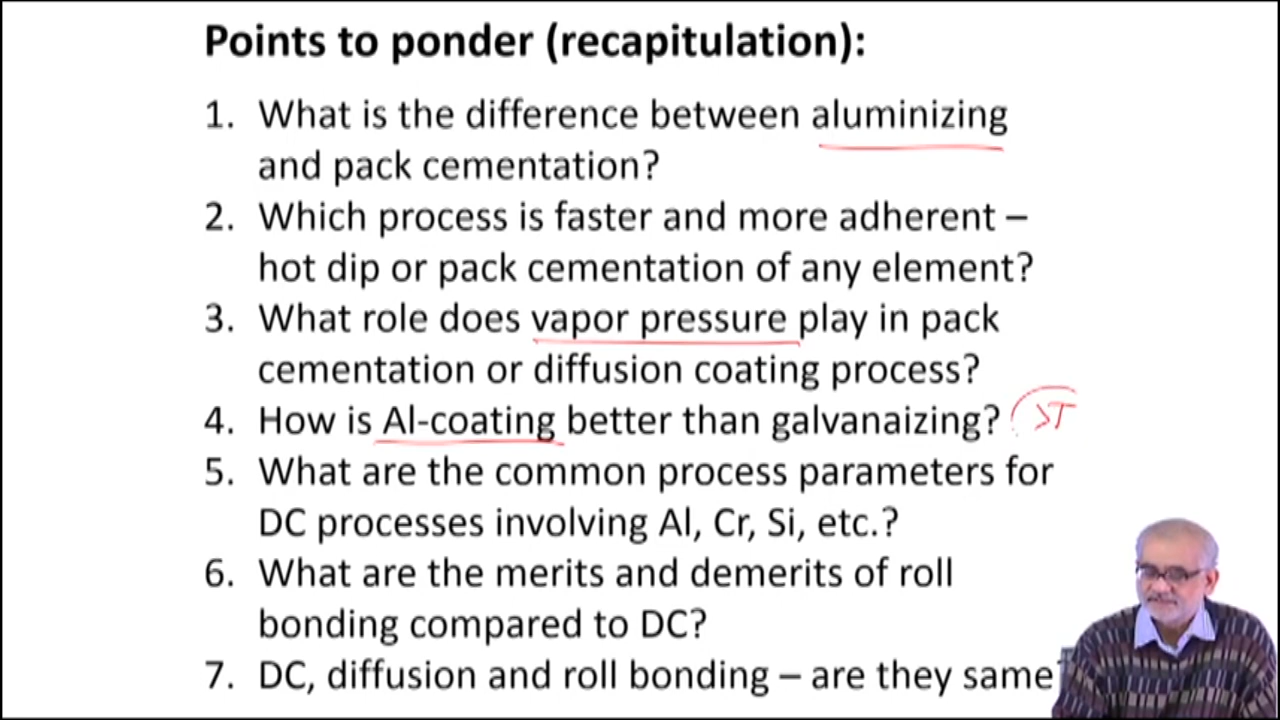 Points to ponder (recapitulation):
1. What is the difference between aluminizing
and pack cementation?
2. Which process is faster and more adherent –
hot dip or pack cementation of any element?
3. What role does vapor pressure play in pack
cementation or diffusion coating process?
4. How is Al-coating better than galvanaizing?
5. What are the common process parameters for
DC processes involving Al, Cr, Si, etc.?
6. What are the merits and demerits of roll
bonding compared to DC?
7. DC, diffusion and roll bonding – are they same